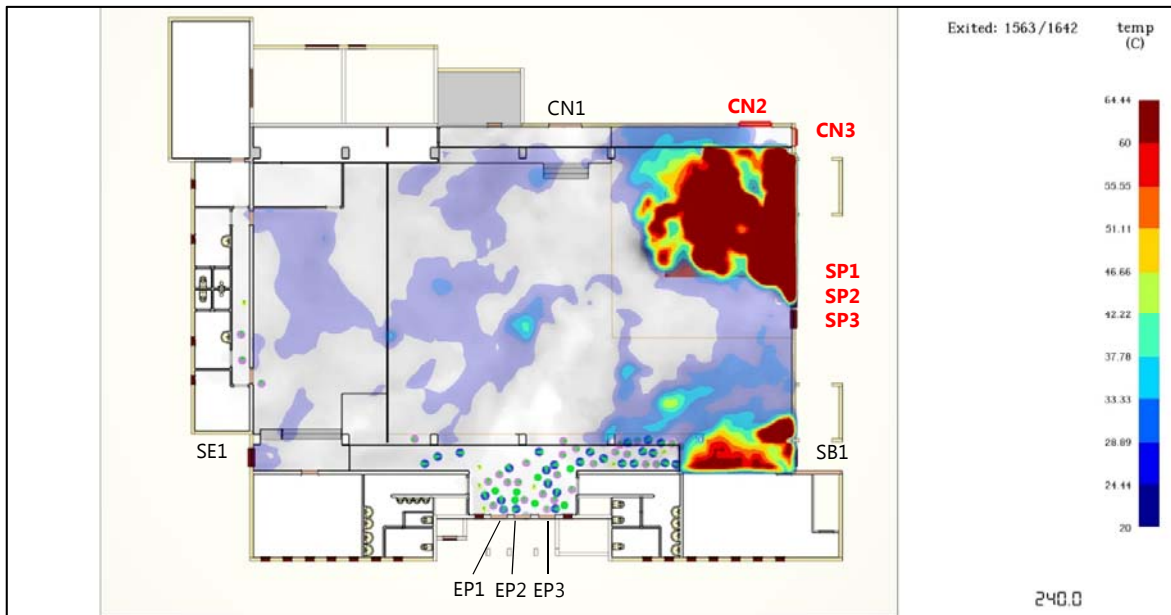 Exited: 1563/1642
temp
(C)
CN1
CN2
CN3
64.44
60
55.55
51.11
46.66
42.22
37.78
33.33
28.89
24.44
20
SP1
SP2
SP3
SE1
SB1
EP1 EP2 EP3
240.0